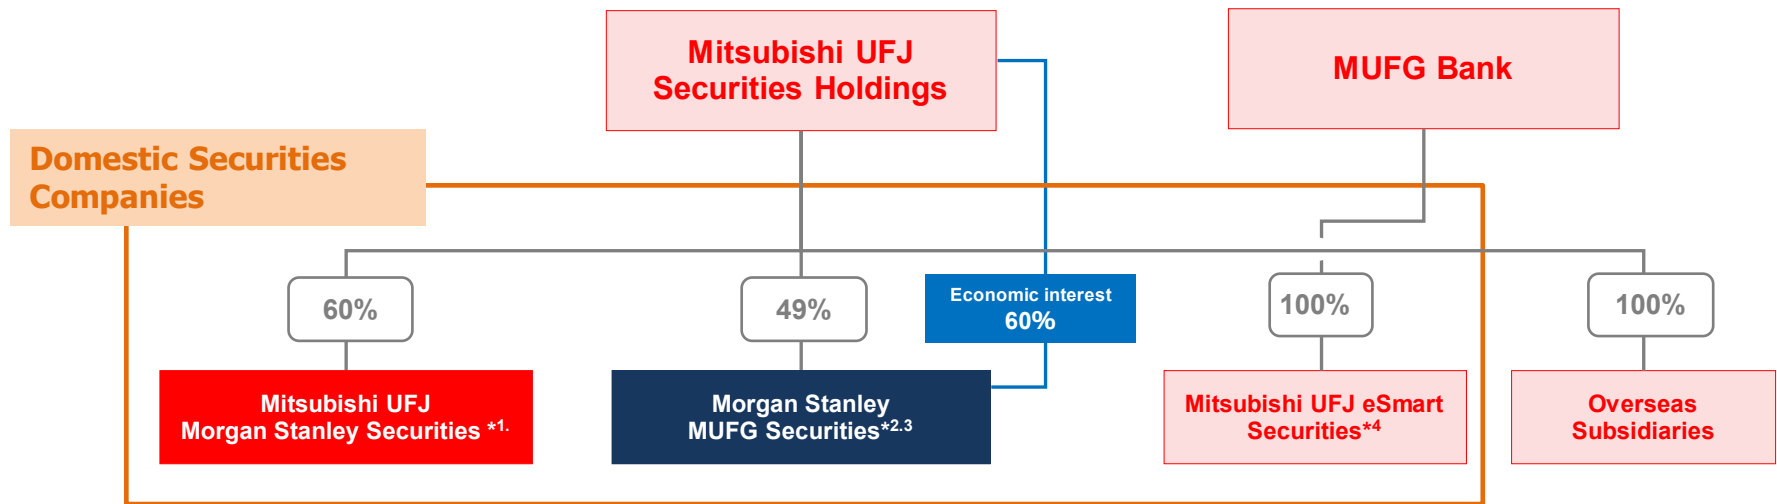 Mitsubishi UFJ
Securities Holdings
MUFG Bank
Domestic Securities
Companies
60%
49%
Economic interest
60%
100%
100%
Mitsubishi UFJ
Morgan Stanley Securities *1.
Morgan Stanley
MUFG Securities*2.3
Mitsubishi UFJ eSmart
Securities*4
Overseas
Subsidiaries